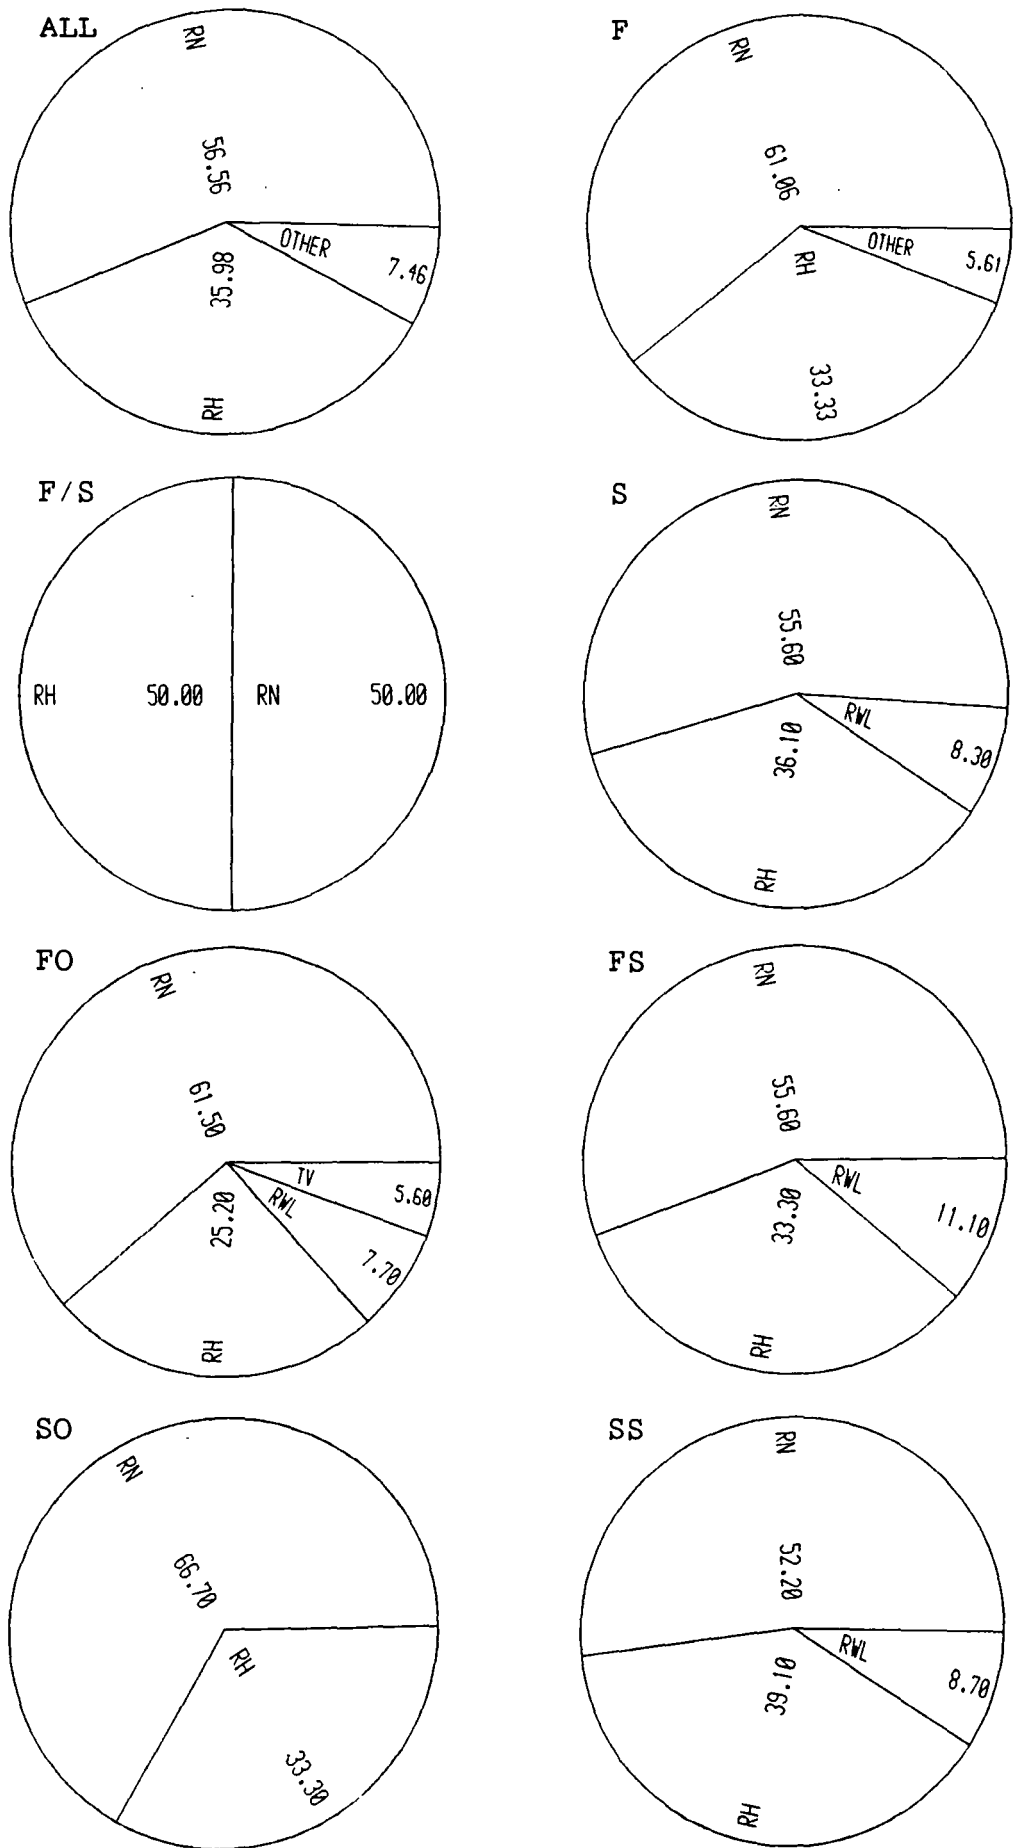 ALL
RN
56.56
OTHER
7.46
35.98
RH
F
RN
61.06
OTHER
5.61
RH
33.33
F/S
RH 50.00 RN 50.00
S
RN
55.60
RWL
8.30
36.10
RH
FO
RN
61.50
TV
5.60
RWL
7.70
25.20
RH
FS
RN
55.60
RWL
11.10
33.30
RH
SO
RN
66.70
RH
33.30
SS
RN
52.20
RWL
8.70
39.10
RH